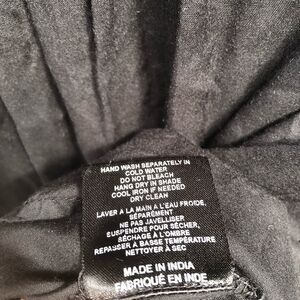 HAND WASH SEPARATELY IN
COLD WATER
DO NOT BLEACH
HANG DRY IN SHADE
COOL IRON IF NEEDED
DRY CLEAN
LAVER A LA MAIN A L'EAU FROIDE,
SÉPARÉMENT
NE PAS JAVELLISER
SUSPENDRE POUR SÉCHER,
SÈCHAGE A L'OMBRE
REPASSER A BASSE TEMPÉRATURE
NETTOYER A SEC
MADE IN INDIA
FABRIQUÉ EN INDE